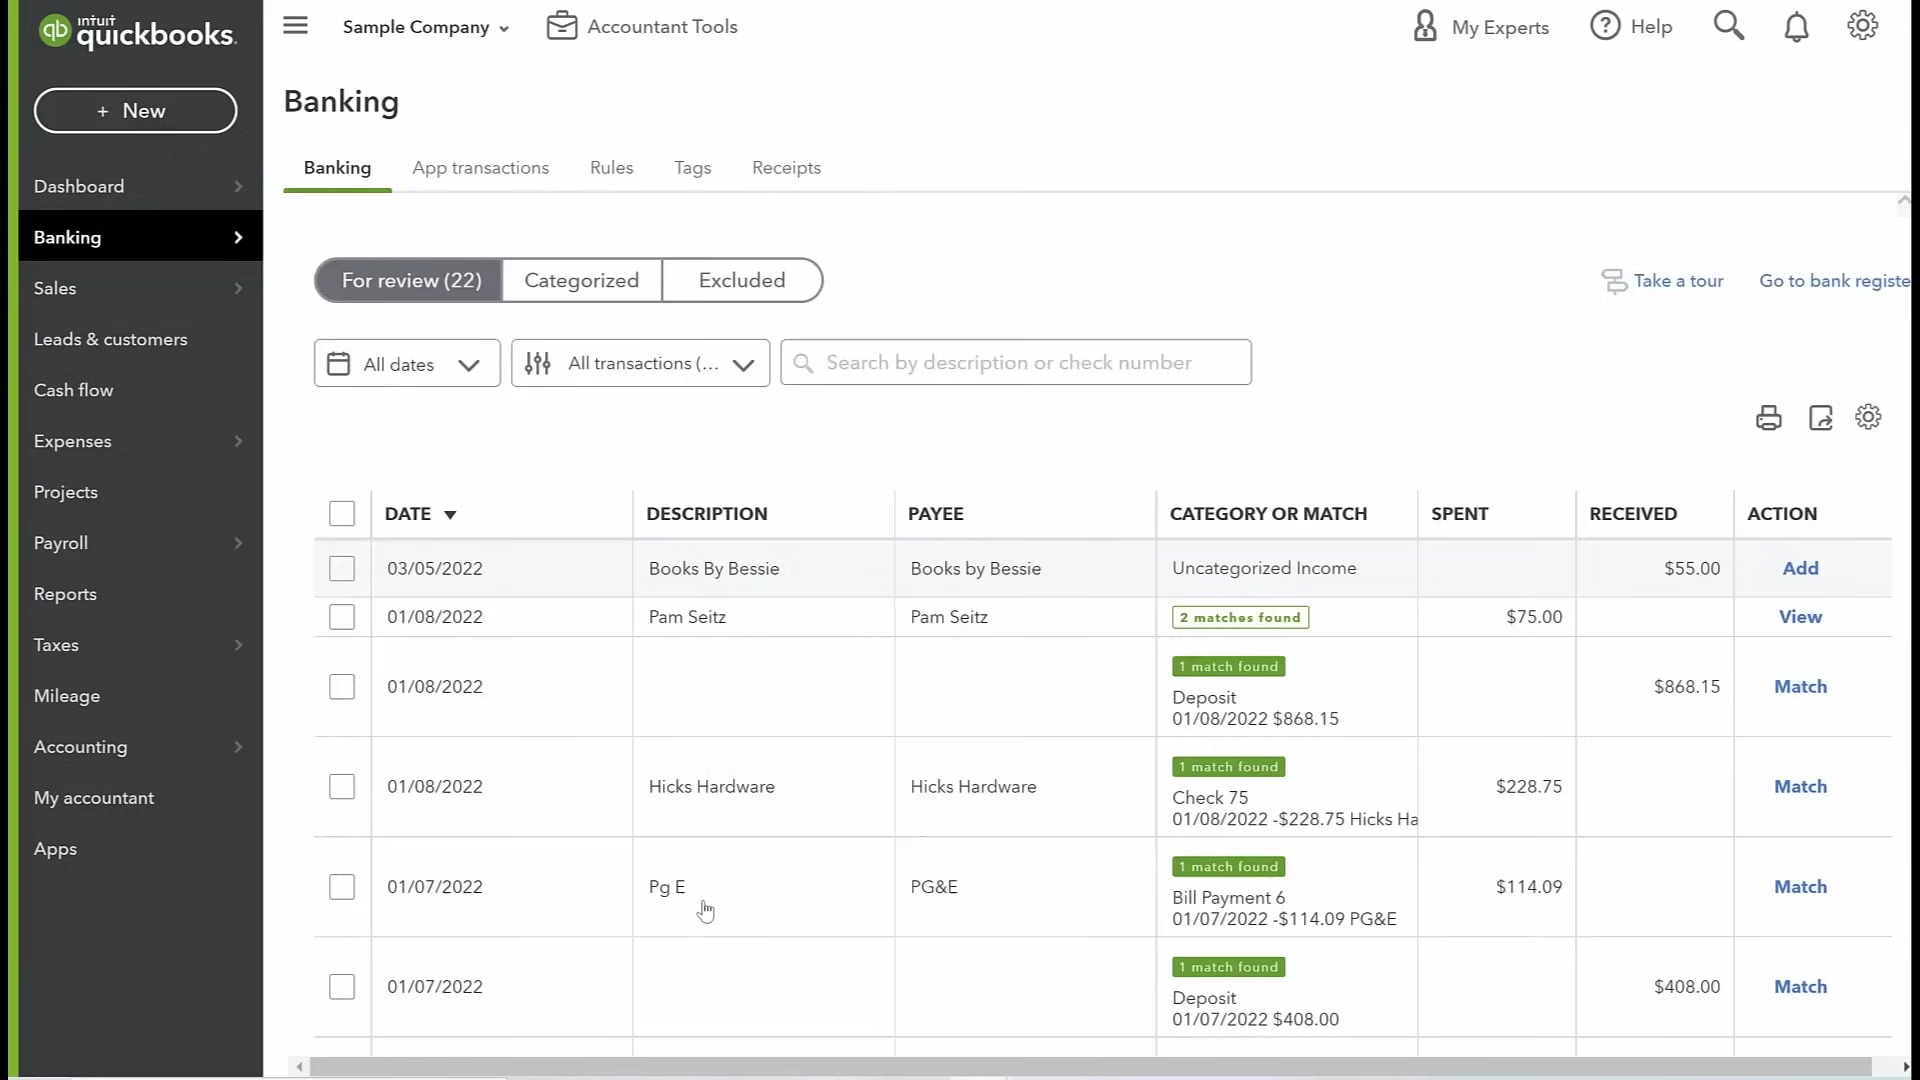 intuit
quickbooks.
Sample Company
Accountant Tools
My Experts
Help
+ New
Banking
Banking
App transactions
Rules
Tags
Receipts
Dashboard
Banking
Sales
Leads & customers
Cash flow
Expenses
Projects
Payroll
Reports
Taxes
Mileage
Accounting
My accountant
Apps
For review (22)
Categorized
Excluded
Take a tour
Go to bank registe
All dates
All transactions (...
Search by description or check number
DATE
DESCRIPTION
PAYEE
CATEGORY OR MATCH
SPENT
RECEIVED
ACTION
03/05/2022
Books By Bessie
Books by Bessie
Uncategorized Income
$55.00
Add
01/08/2022
Pam Seitz
Pam Seitz
2 matches found
$75.00
View
01/08/2022
1 match found
Deposit
01/08/2022 $868.15
$868.15
Match
01/08/2022
Hicks Hardware
Hicks Hardware
1 match found
Check 75
01/08/2022 -$228.75 Hicks Ha
$228.75
Match
01/07/2022
Pg E
PG&E
1 match found
Bill Payment 6
01/07/2022 -$114.09 PG&E
$114.09
Match
01/07/2022
1 match found
Deposit
01/07/2022 $408.00
$408.00
Match